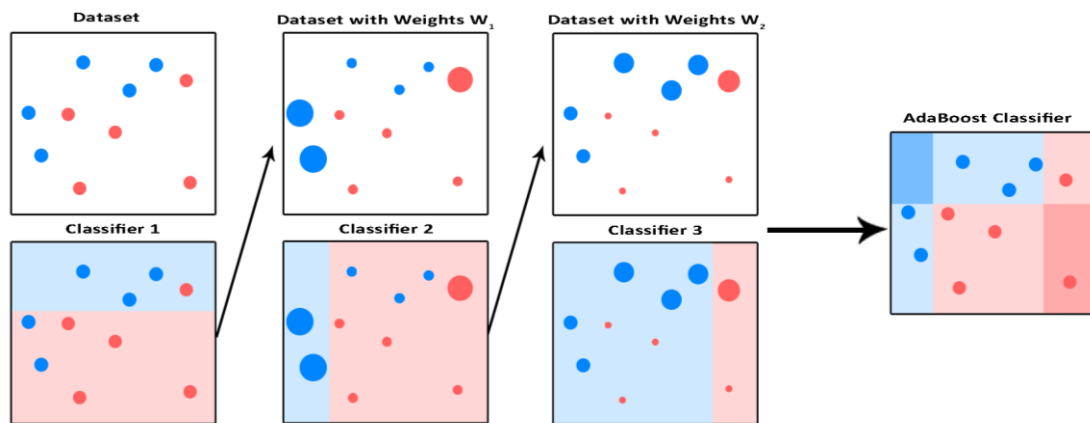 Dataset
Dataset with Weights W1
Dataset with Weights W2
AdaBoost Classifier
Classifier 1
Classifier 2
Classifier 3